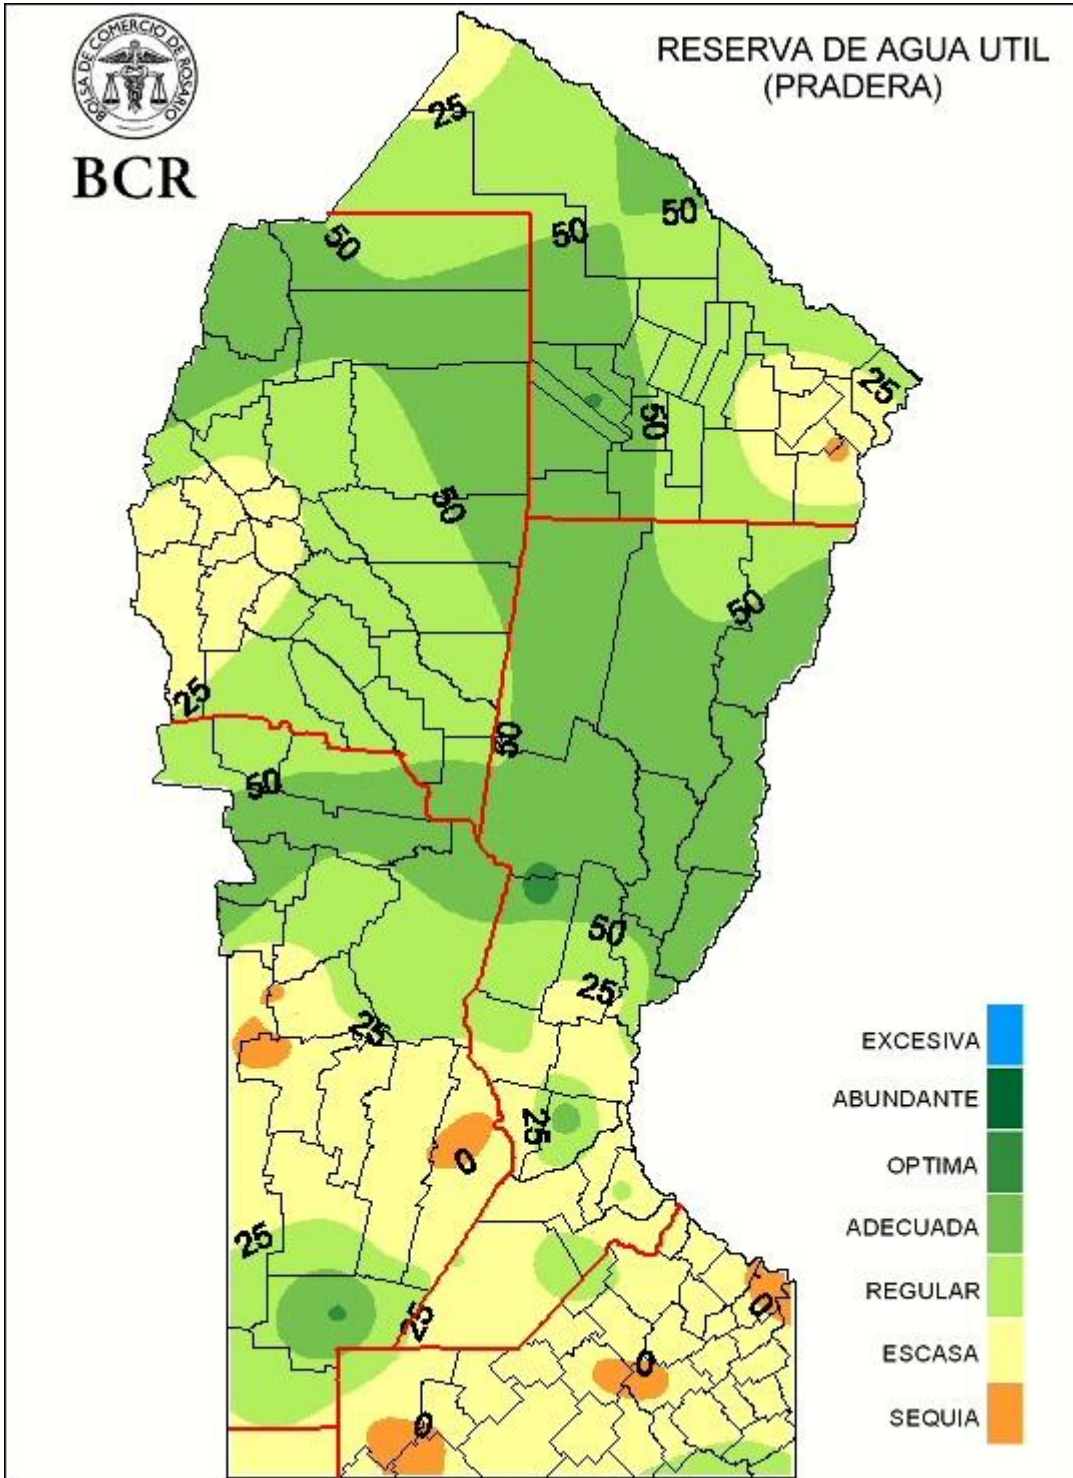 BOLSA DE COMERCIO DE ROSARIO
BCR
RESERVA DE AGUA UTIL
(PRADERA)
25
50
50
50
25
50
50
50
50
25
50
50
25
25
25
0
25
25
0
0
0
EXCESIVA
ABUNDANTE
OPTIMA
ADECUADA
REGULAR
ESCASA
SEQUIA